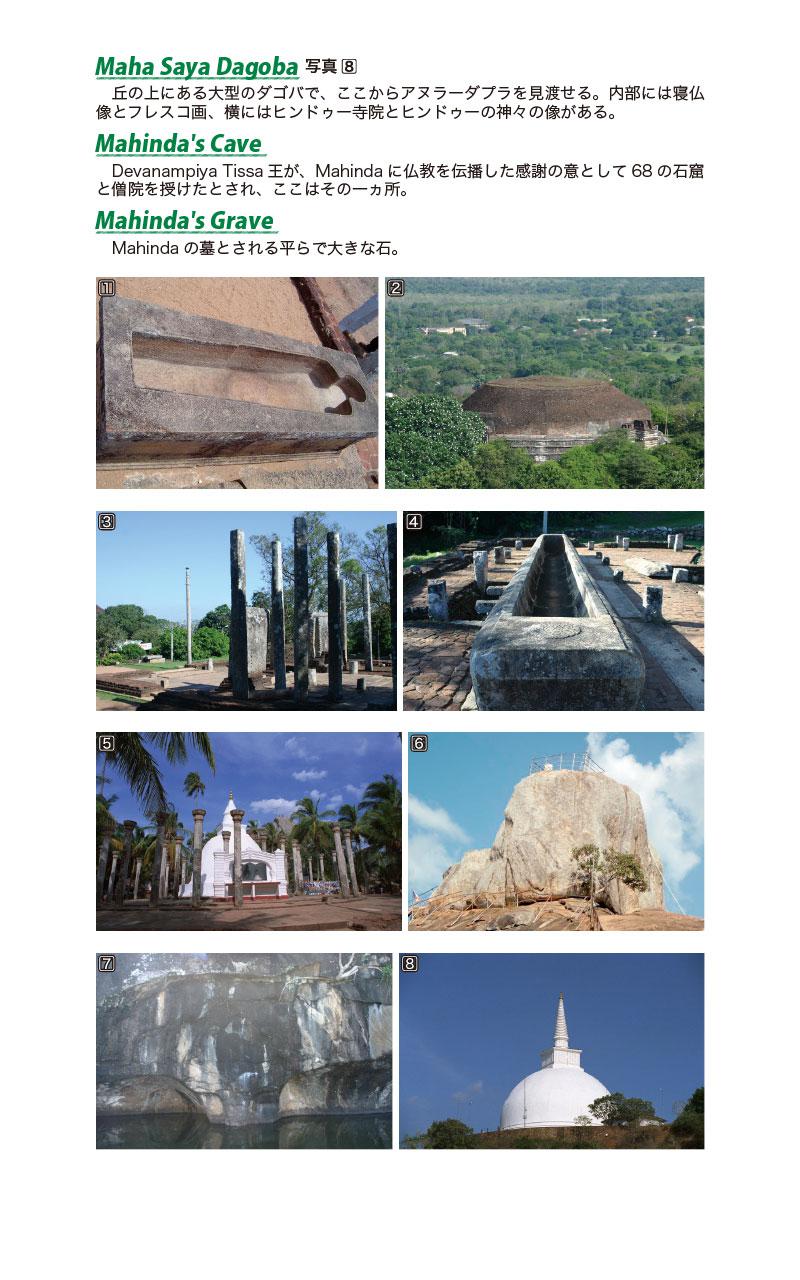 Maha Saya Dagoba 写真 8
丘の上にある大型のダゴバで、ここからアヌラーダプラを見渡せる。内部には寝仏
像とフレスコ画、横にはヒンドゥー寺院とヒンドゥーの神々の像がある。
Mahinda's Cave
Devanampiya Tissa 王が、Mahinda に仏教を伝播した感謝の意として 68 の石窟
と僧院を授けたとされ、ここはその一ヵ所。
Mahinda's Grave
Mahinda の墓とされる平らで大きな石。
1
2
3
4
5
6
7
8